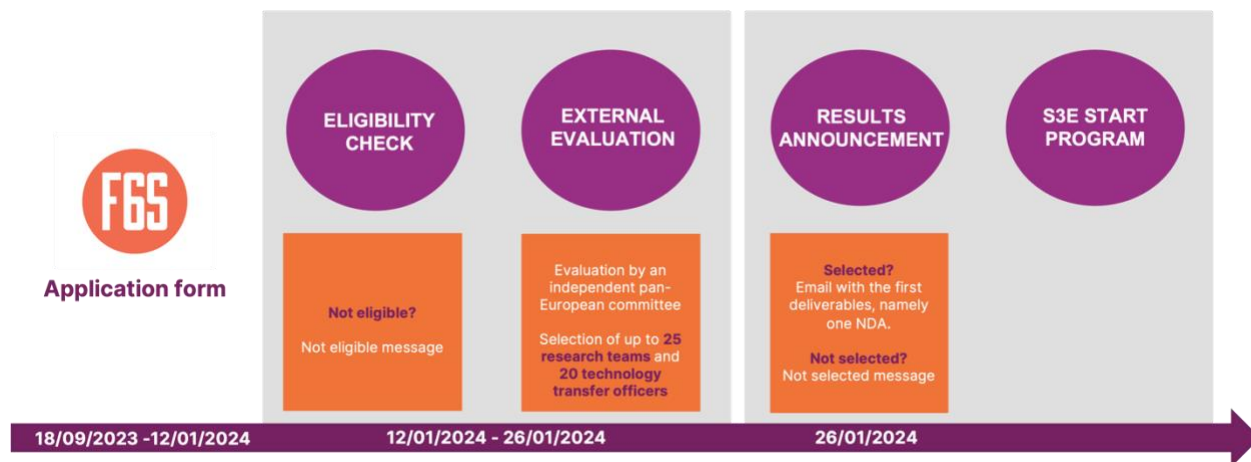 F6S
Application form
ELIGIBILITY
CHECK
Not eligible?
Not eligible message
EXTERNAL
EVALUATION
Evaluation by an
independent pan-
European committee
Selection of up to 25
research teams and
20 technology
transfer officers
RESULTS
ANNOUNCEMENT
Selected?
Email with the first
deliverables, namely
one NDA.
Not selected?
Not selected message
S3E START
PROGRAM
18/09/2023 -12/01/2024
12/01/2024 - 26/01/2024
26/01/2024